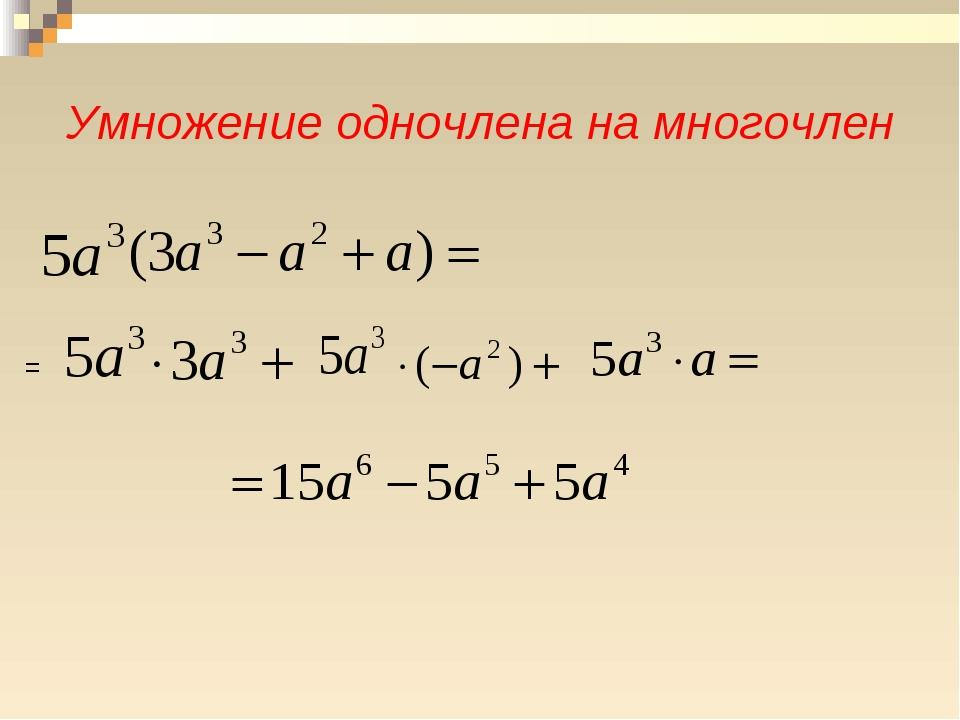 Умножение одночлена на многочлен
5a³(3a³ − a² + a) =
= 5a³ · 3a³ + 5a³ · (−a²) + 5a³ · a =
= 15a⁶ − 5a⁵ + 5a⁴